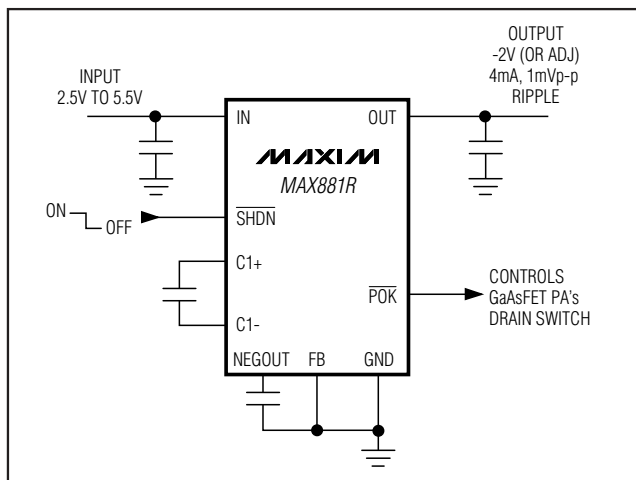 INPUT
2.5V TO 5.5V
OUTPUT
-2V (OR ADJ)
4mA, 1mVp-p
RIPPLE
IN
OUT
MAXIM
MAX881R
ON
OFF
SHDN
C1+
C1-
POK
CONTROLS
GaAsFET PA's
DRAIN SWITCH
NEGOUT
FB
GND